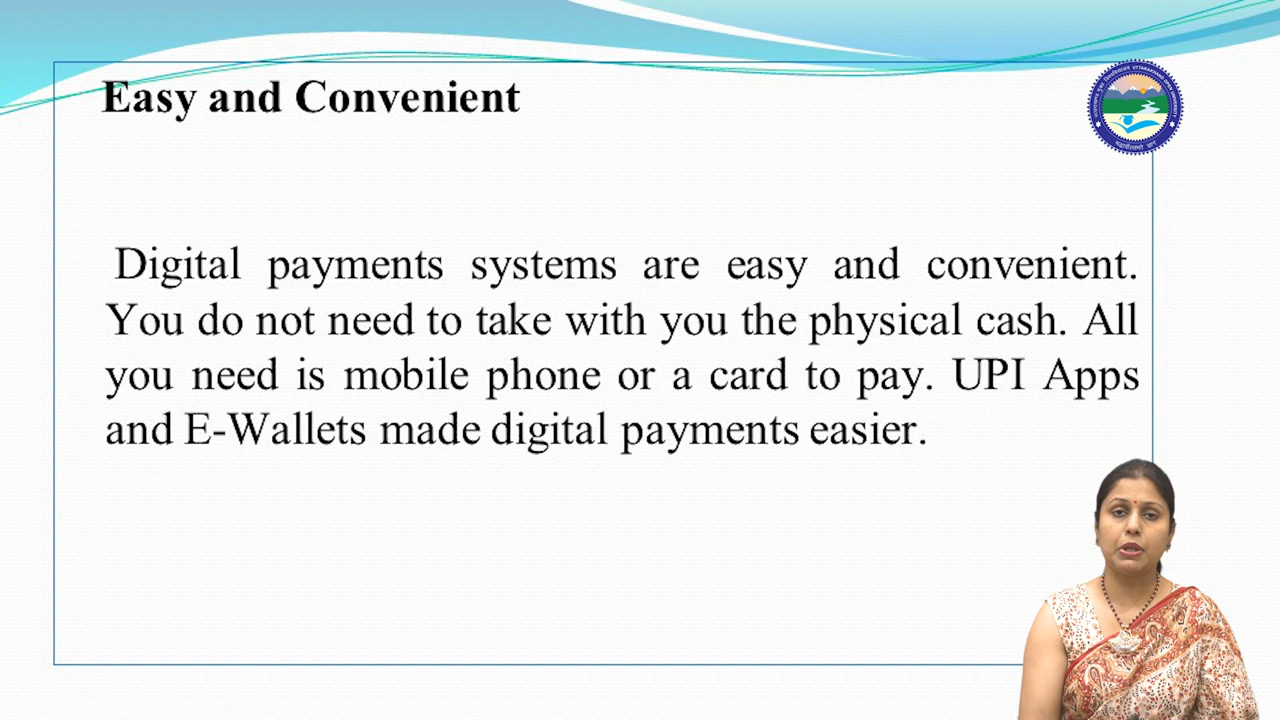 Easy and Convenient
Digital payments systems are easy and convenient.
You do not need to take with you the physical cash. All
you need is mobile phone or a card to pay. UPI Apps
and E-Wallets made digital payments easier.